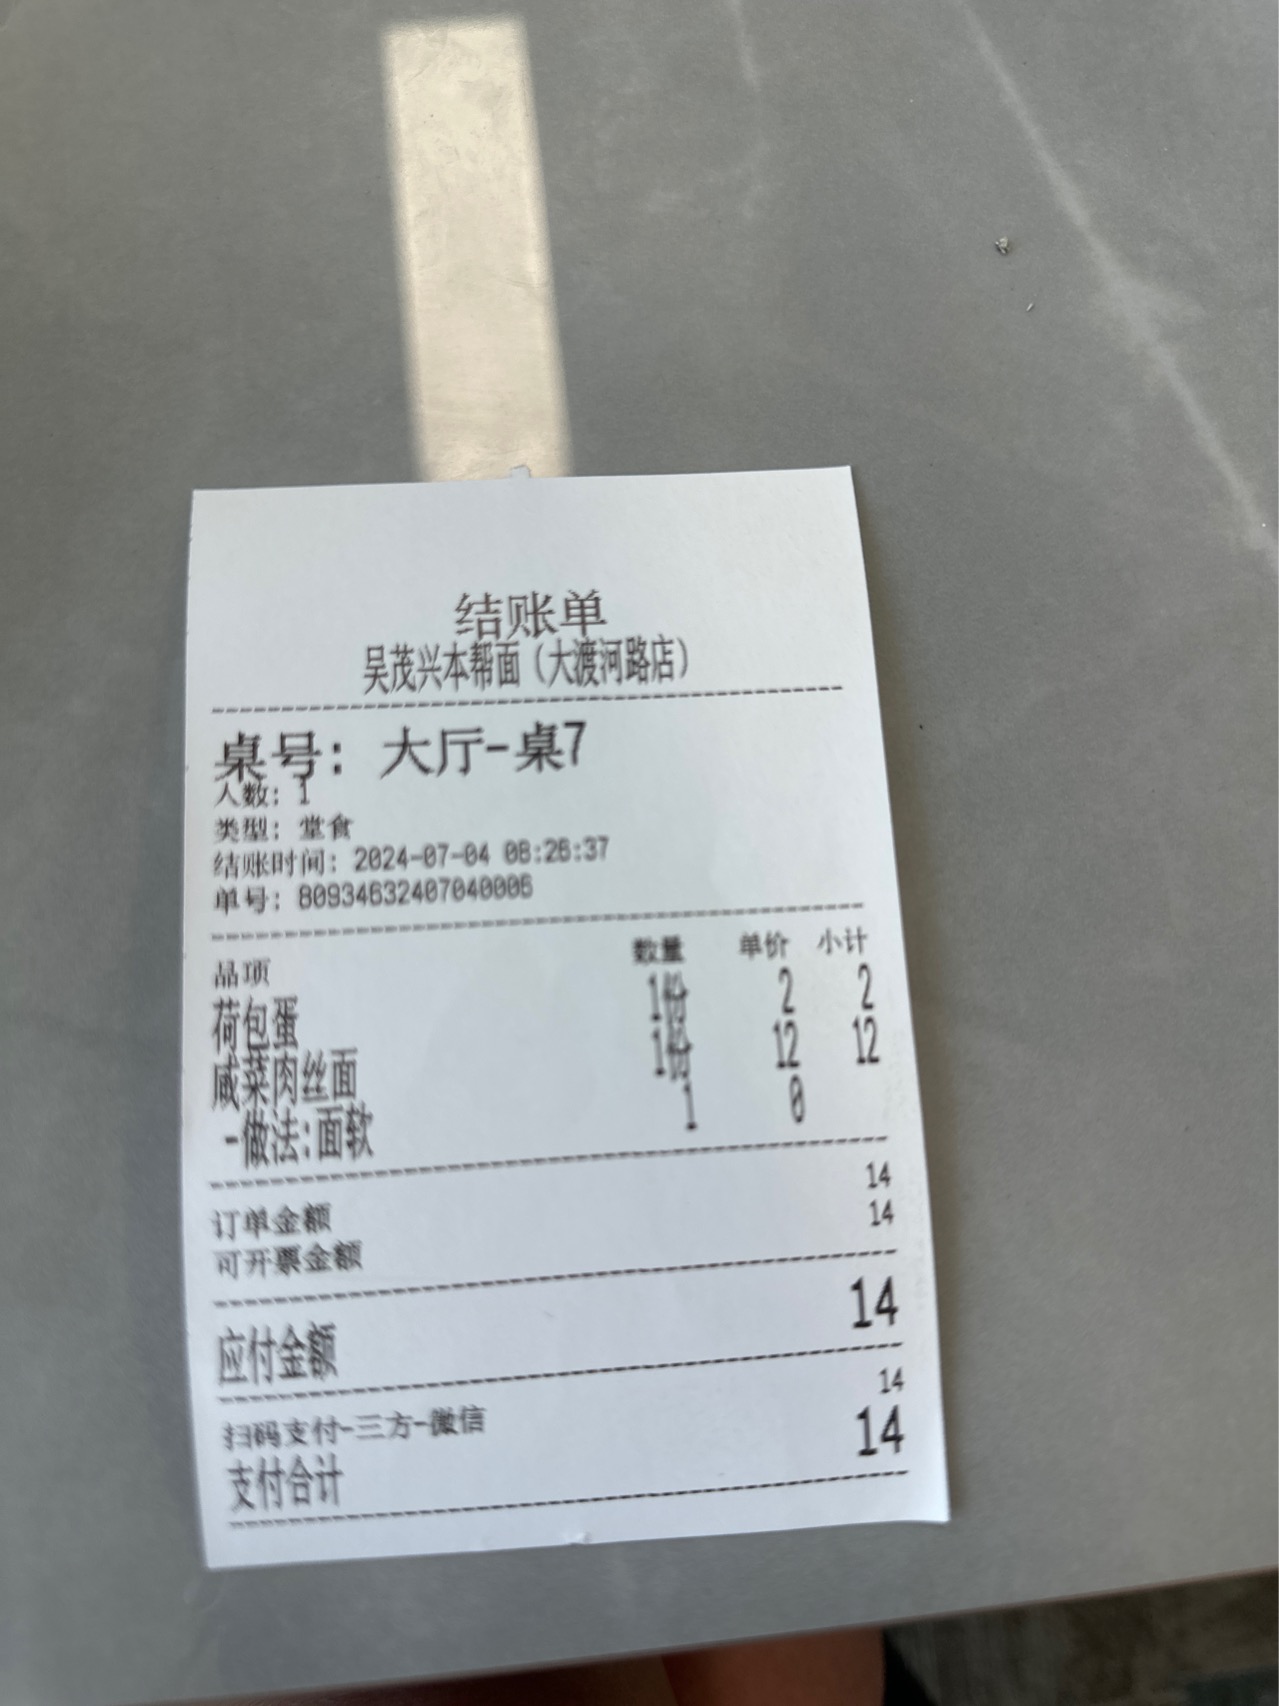 结账单
吴茂兴本帮面（大渡河路店）
桌号: 大厅-桌7
人数: 1
类型: 堂食
结账时间: 2024-07-04 08:26:37
单号: 80934632407040006
品项 数量 单价 小计
荷包蛋 1份 2 2
咸菜肉丝面 1份 12 12
-做法:面软 1 0
订单金额 14
可开票金额 14
应付金额 14
扫码支付-三方-微信 14
支付合计 14